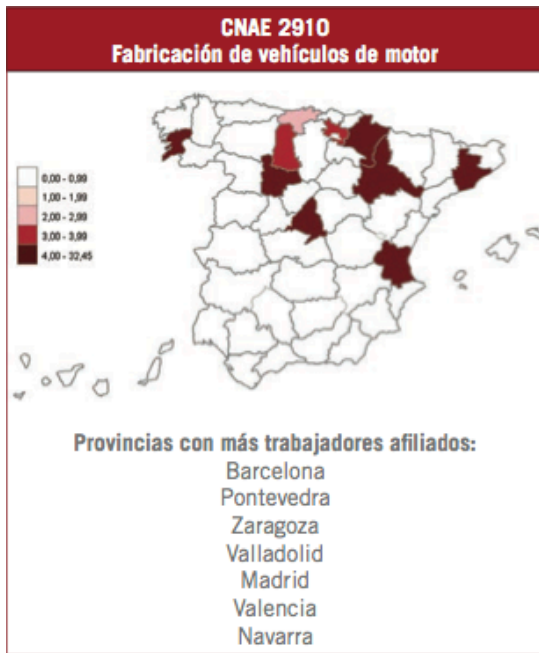 CNAE 2910
Fabricación de vehículos de motor
0,00 - 0,99
1,00 - 1,99
2,00 - 2,99
3,00 - 3,99
4,00 - 32,45
Provincias con más trabajadores afiliados:
Barcelona
Pontevedra
Zaragoza
Valladolid
Madrid
Valencia
Navarra